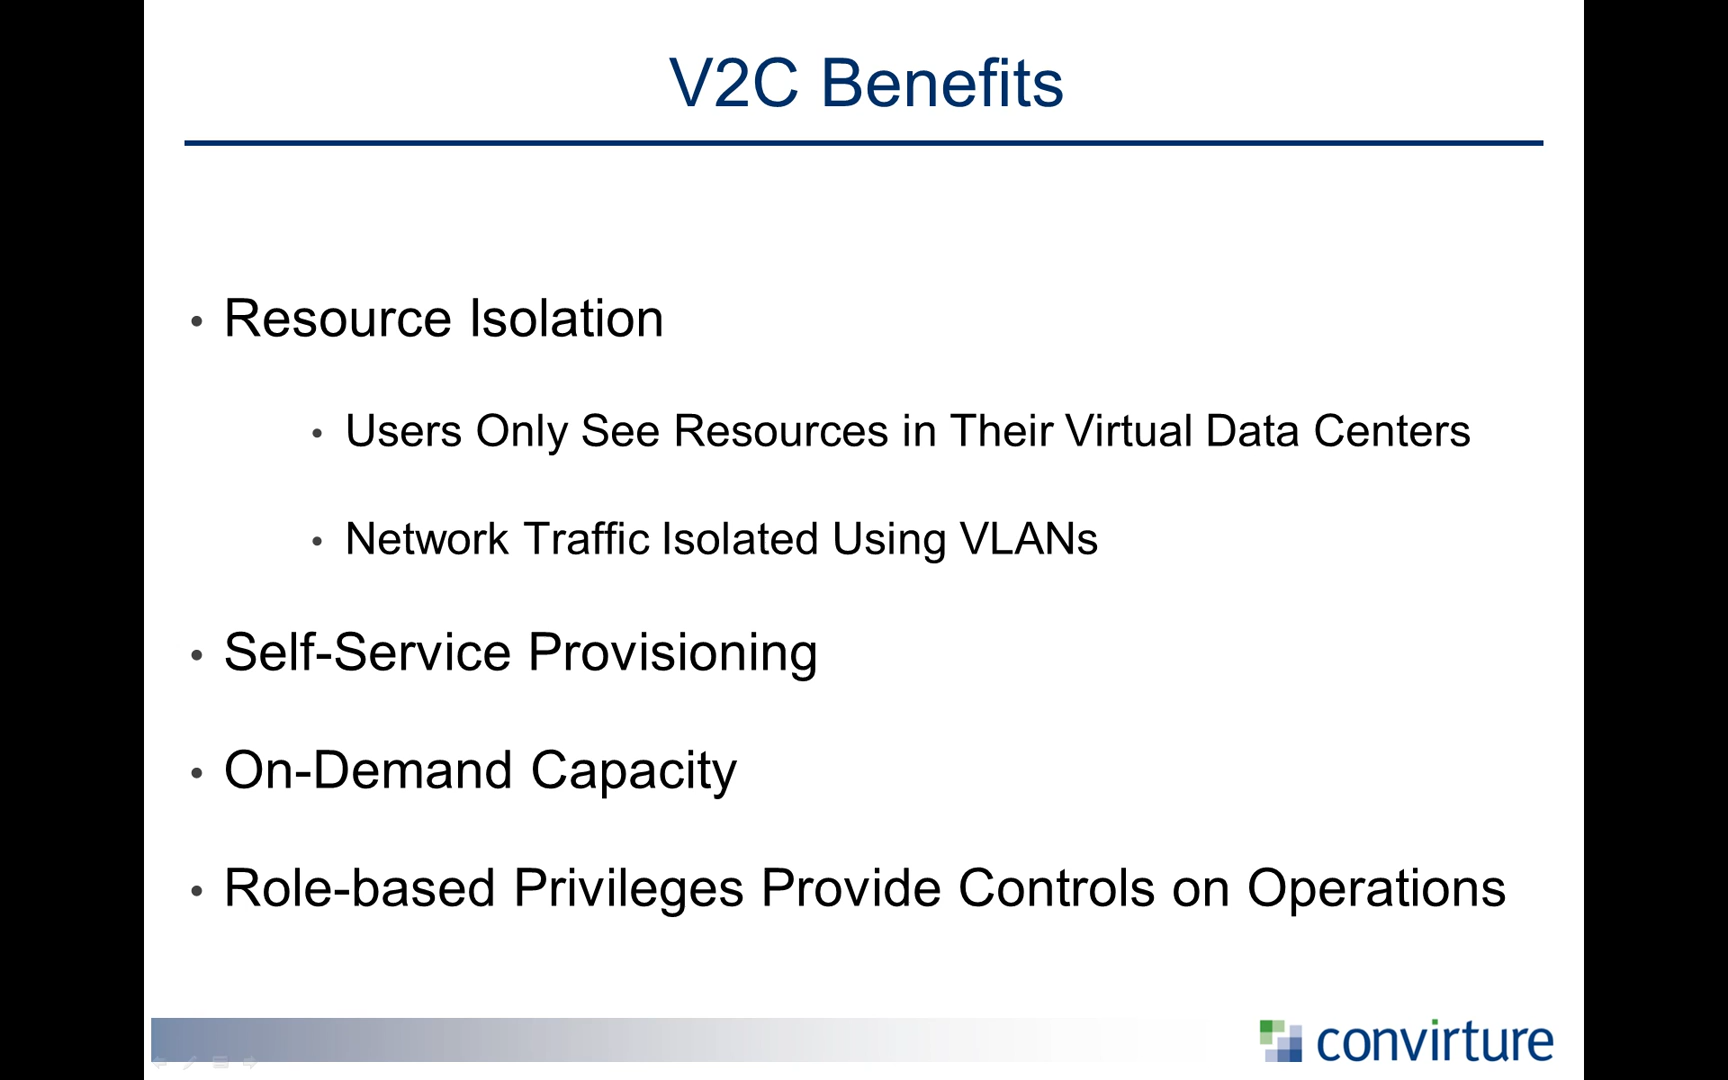 V2C Benefits
• Resource Isolation
• Users Only See Resources in Their Virtual Data Centers
• Network Traffic Isolated Using VLANs
• Self-Service Provisioning
• On-Demand Capacity
• Role-based Privileges Provide Controls on Operations
convirture